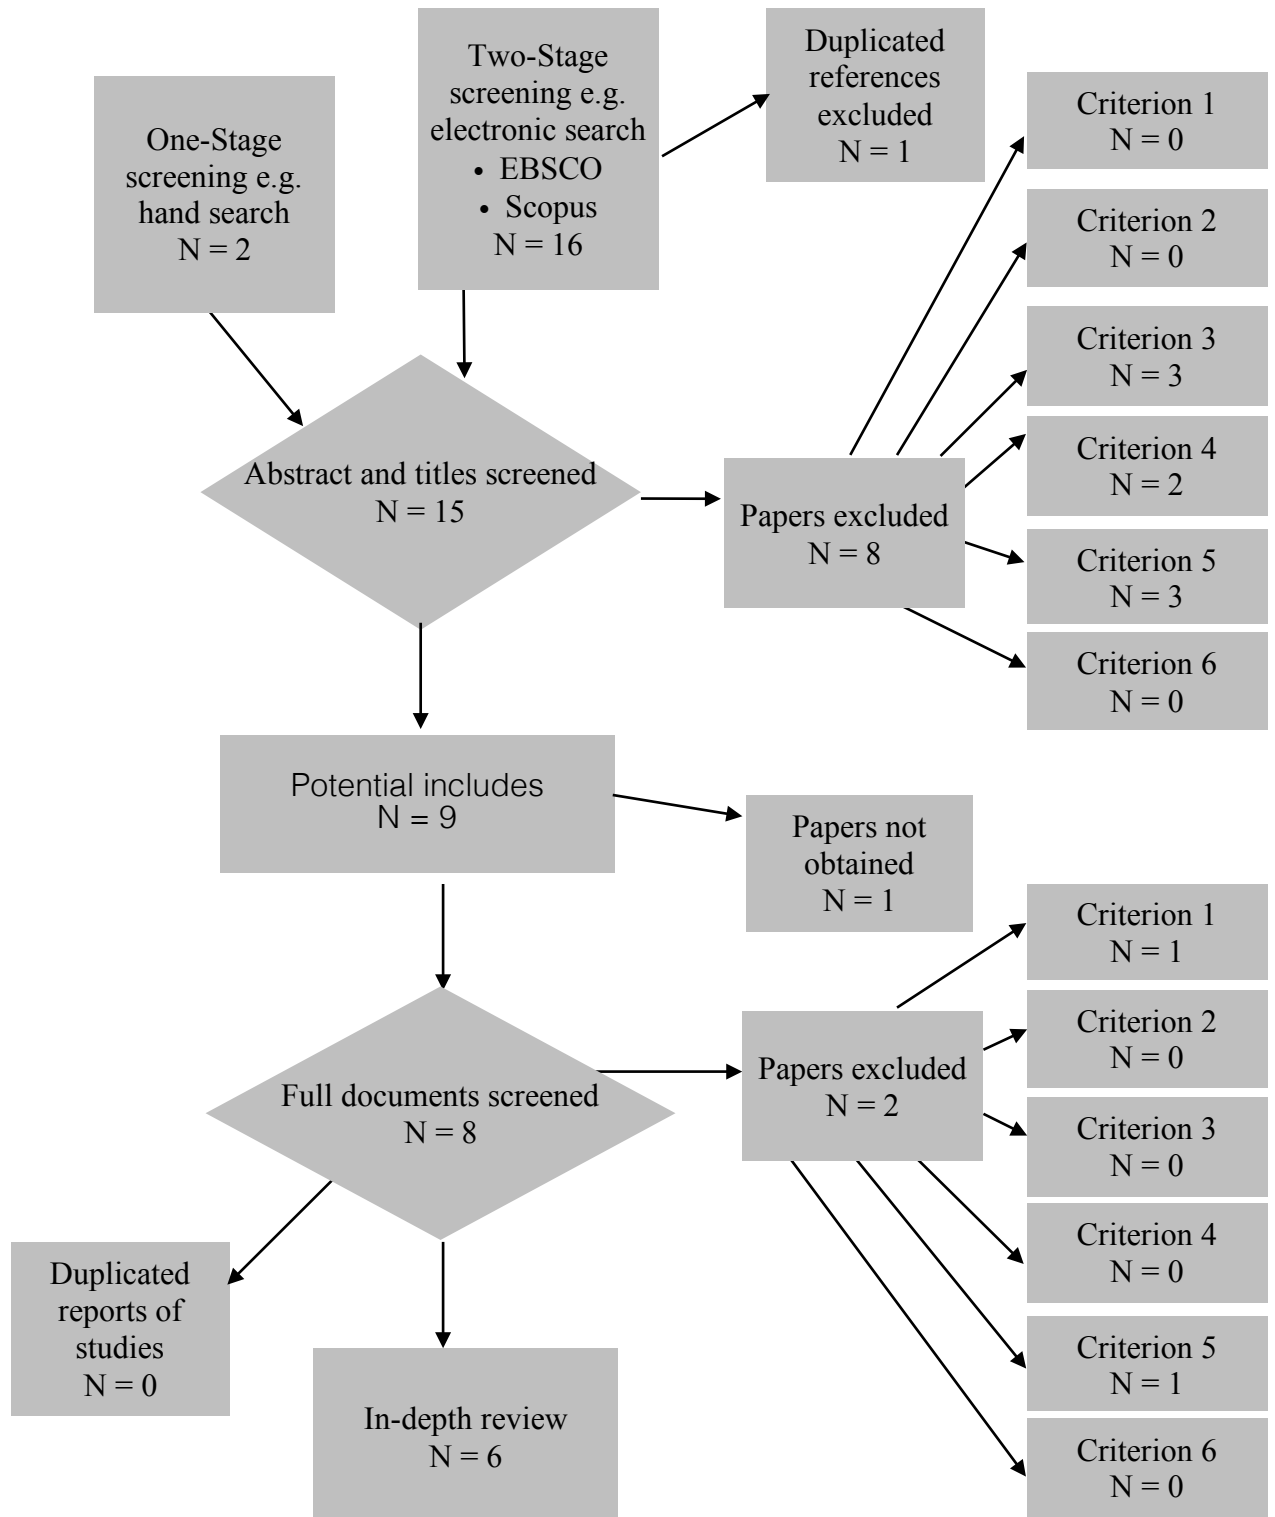 One-Stage
screening e.g.
hand search
N = 2
Two-Stage
screening e.g.
electronic search
• EBSCO
• Scopus
N = 16
Duplicated
references
excluded
N = 1
Abstract and titles screened
N = 15
Papers excluded
N = 8
Criterion 1
N = 0
Criterion 2
N = 0
Criterion 3
N = 3
Criterion 4
N = 2
Criterion 5
N = 3
Criterion 6
N = 0
Potential includes
N = 9
Papers not
obtained
N = 1
Full documents screened
N = 8
Papers excluded
N = 2
Criterion 1
N = 1
Criterion 2
N = 0
Criterion 3
N = 0
Criterion 4
N = 0
Criterion 5
N = 1
Criterion 6
N = 0
Duplicated
reports of
studies
N = 0
In-depth review
N = 6